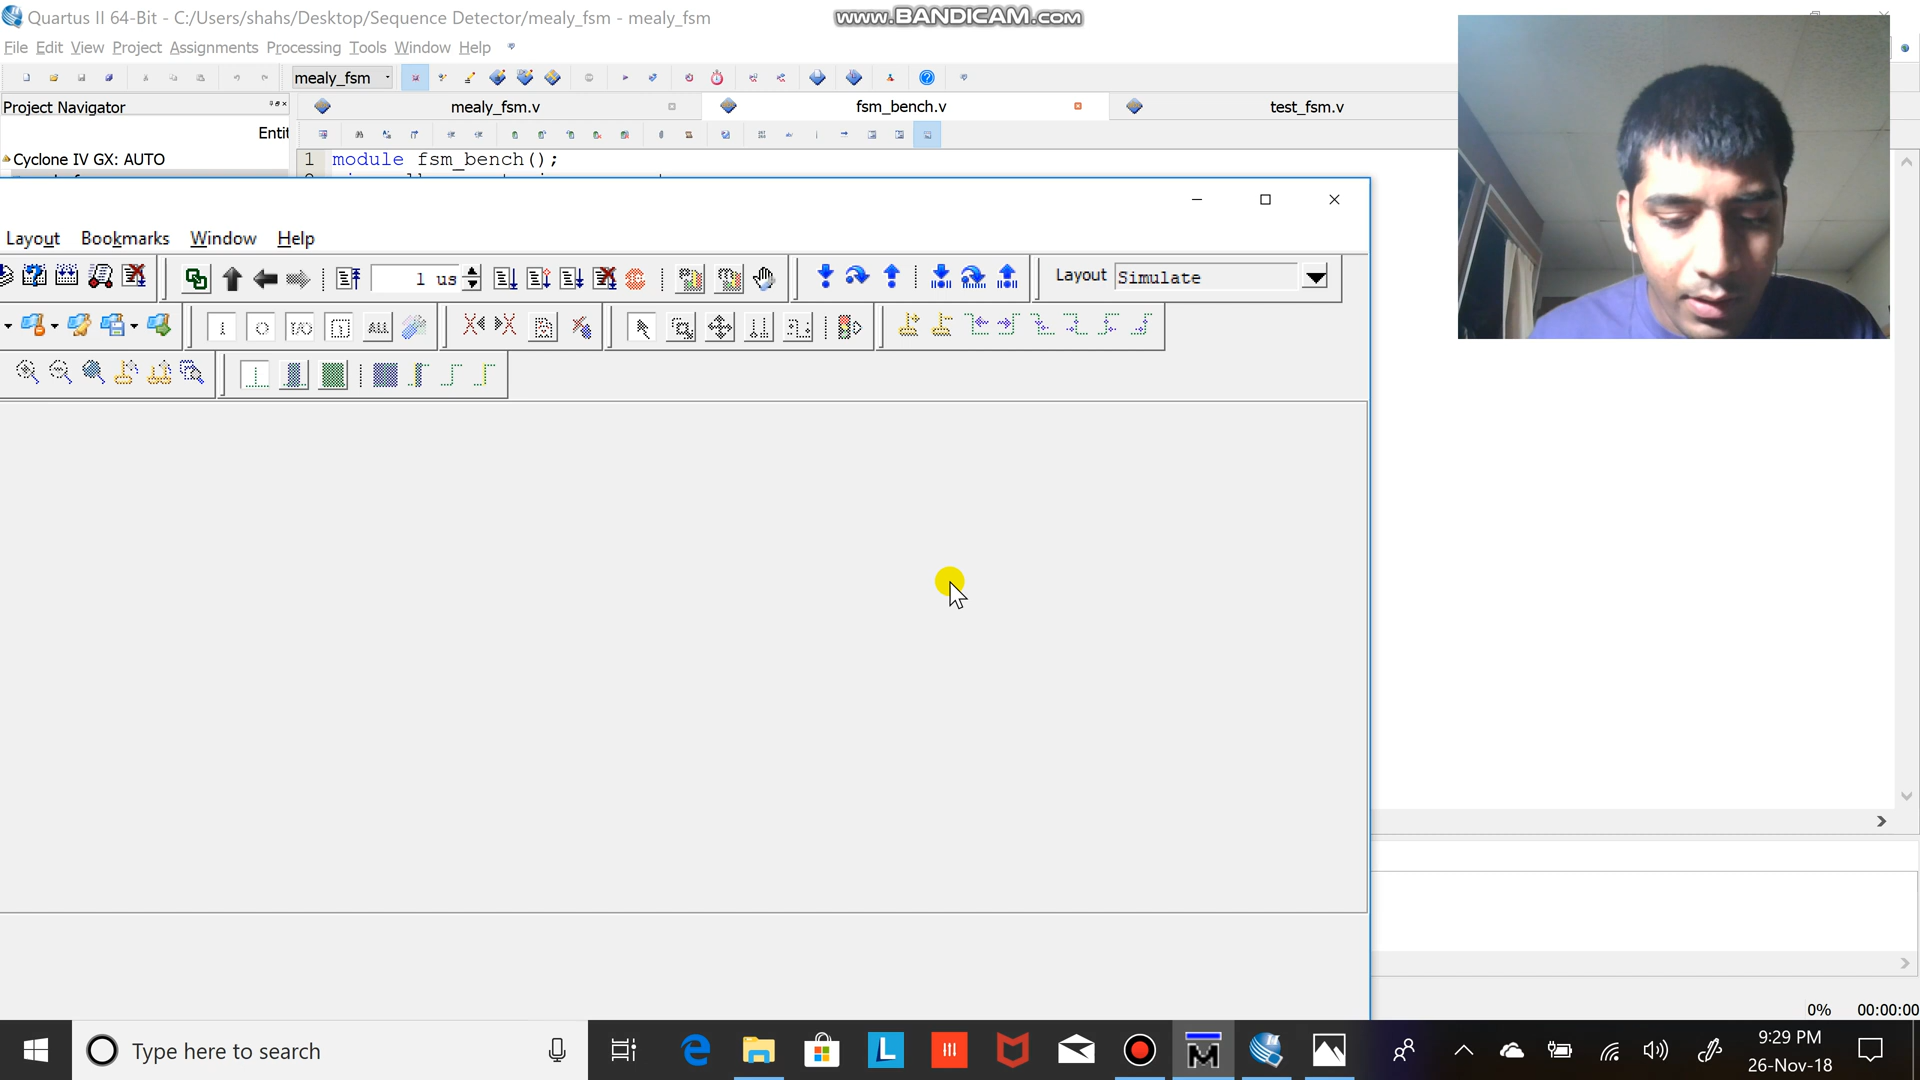 Quartus II 64-Bit - C:/Users/shahs/Desktop/Sequence Detector/mealy_fsm - mealy_fsm
www.BANDICAM.com
File Edit View Project Assignments Processing Tools Window Help
mealy_fsm
Project Navigator
mealy_fsm.v
fsm_bench.v
test_fsm.v
Entit
Cyclone IV GX: AUTO
1 module fsm_bench();
Layout Bookmarks Window Help
1 us
Layout Simulate
ALL
0% 00:00:00
Type here to search
9:29 PM
26-Nov-18